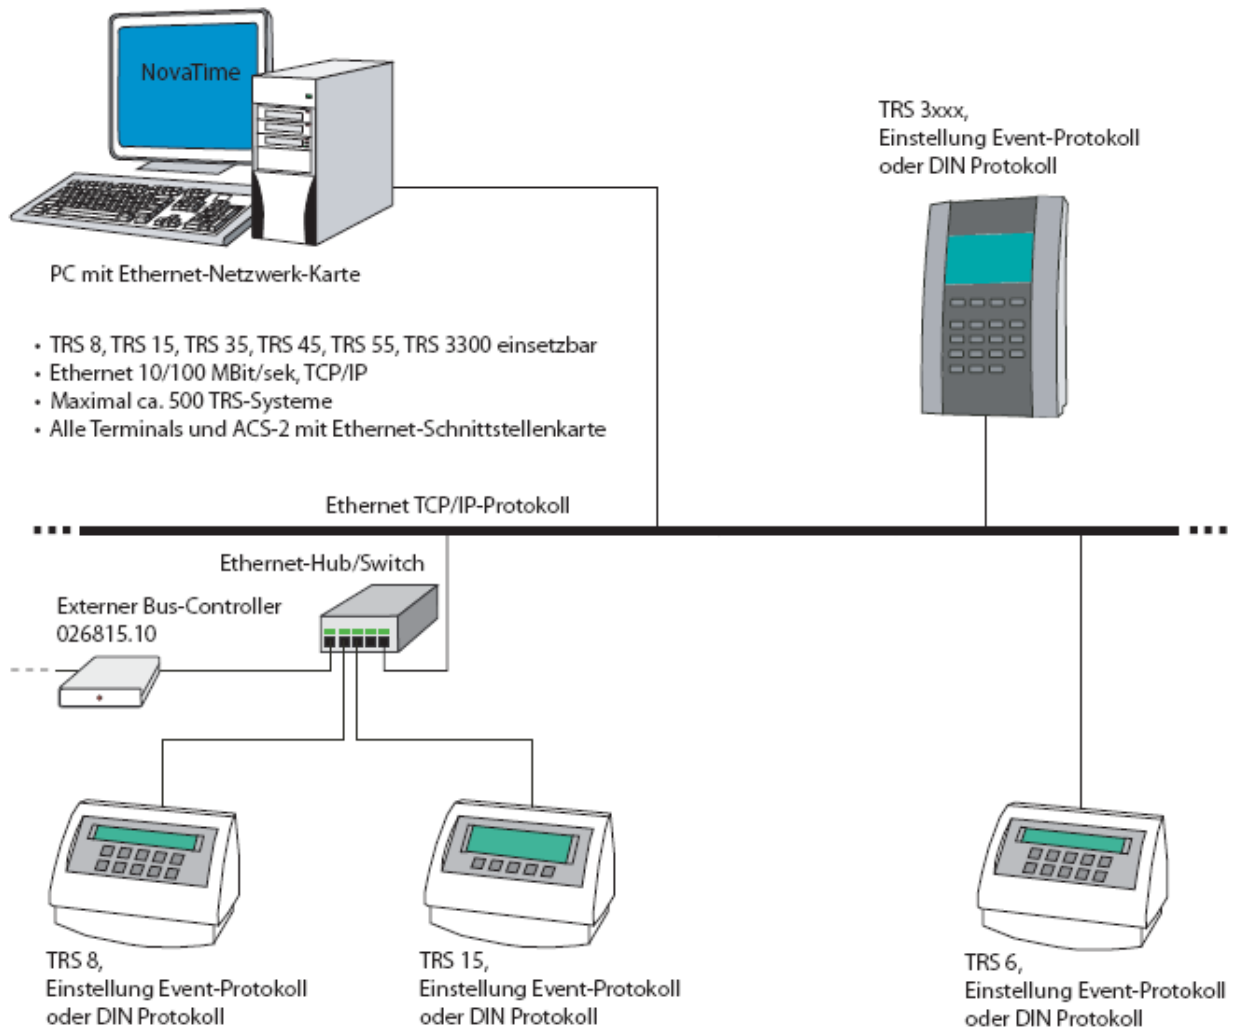 NovaTime
TRS 3xxx,
Einstellung Event-Protokoll
oder DIN Protokoll
PC mit Ethernet-Netzwerk-Karte
• TRS 8, TRS 15, TRS 35, TRS 45, TRS 55, TRS 3300 einsetzbar
• Ethernet 10/100 MBit/sek, TCP/IP
• Maximal ca. 500 TRS-Systeme
• Alle Terminals und ACS-2 mit Ethernet-Schnittstellenkarte
Ethernet TCP/IP-Protokoll
Ethernet-Hub/Switch
Externer Bus-Controller
026815.10
TRS 8,
Einstellung Event-Protokoll
oder DIN Protokoll
TRS 15,
Einstellung Event-Protokoll
oder DIN Protokoll
TRS 6,
Einstellung Event-Protokoll
oder DIN Protokoll